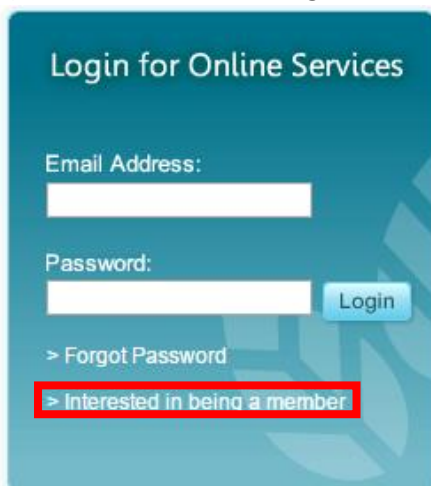 Login for Online Services
Email Address:
Password:
Login
> Forgot Password
> Interested in being a member